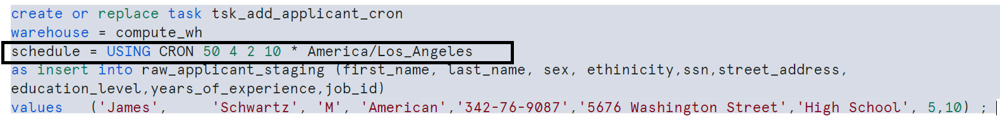 create or replace task tsk_add_applicant_cron
warehouse = compute_wh
schedule = USING CRON 50 4 2 10 * America/Los_Angeles
as insert into raw_applicant_staging (first_name, last_name, sex, ethinicity,ssn,street_address,
education_level,years_of_experience,job_id)
values  ('James',     'Schwartz', 'M', 'American','342-76-9087','5676 Washington Street','High School', 5,10) ;